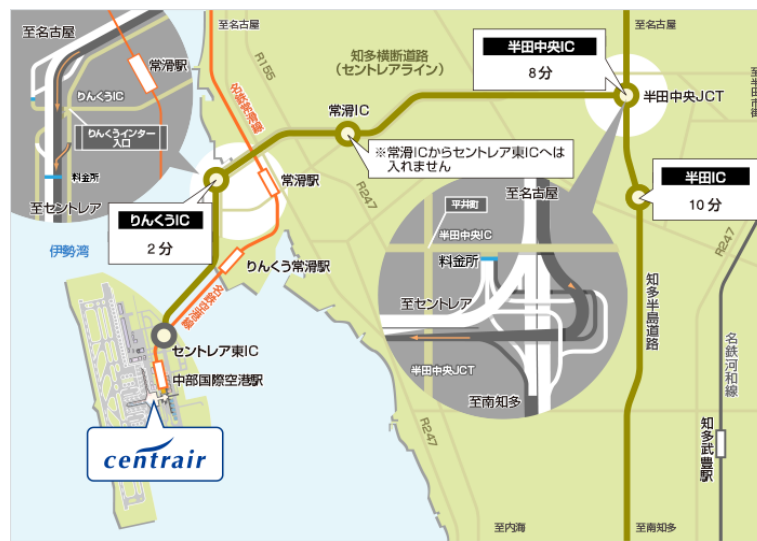 至名古屋
常滑駅
りんくうIC
りんくうインター
入口
料金所
至セントレア
至名古屋
R155
名鉄常滑線
知多横断道路
(セントレアライン)
常滑IC
※常滑ICからセントレア東ICへは
入れません
至名古屋
半田中央IC
8分
半田中央JCT
至半田市街
半田IC
10分
R247
りんくうIC
2分
常滑駅
R247
伊勢湾
りんくう常滑駅
名鉄空港線
セントレア東IC
中部国際空港駅
centrair
至名古屋
平井町
半田中央IC
料金所
至セントレア
半田中央JCT
至南知多
知多半島道路
名鉄河和線
知多武豊駅
R247
至内海
至南知多